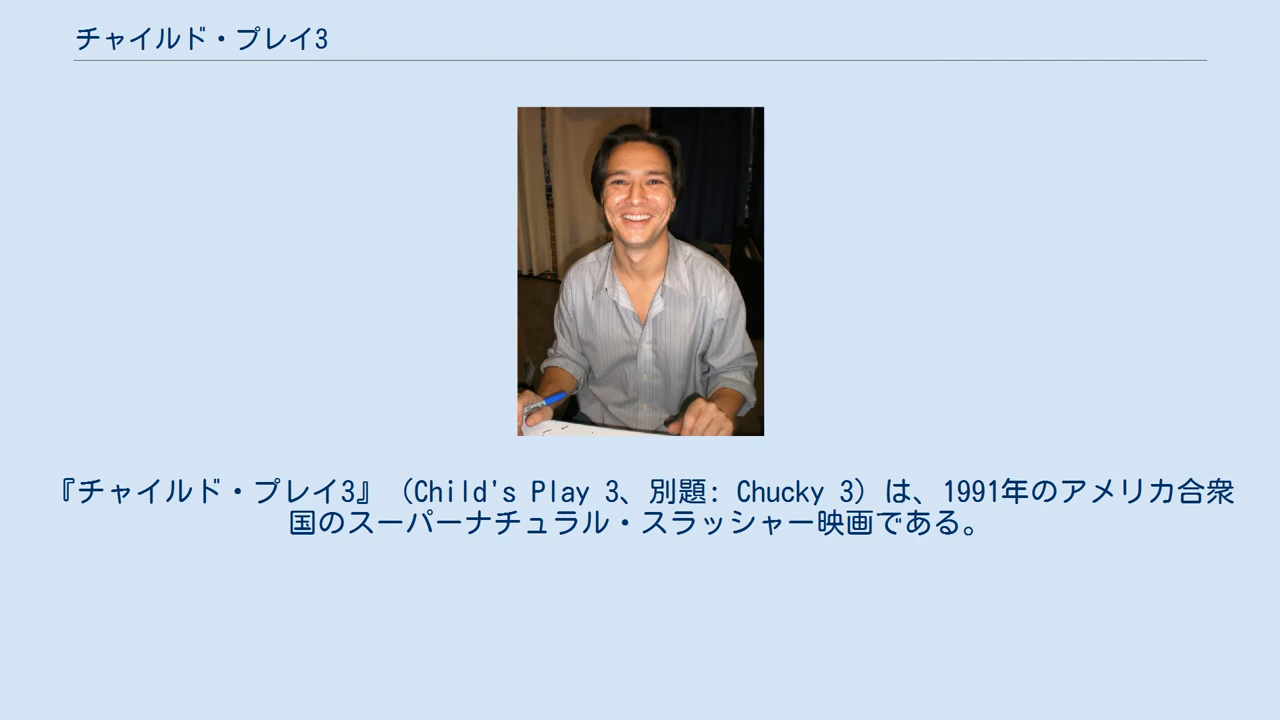 チャイルド・プレイ3
『チャイルド・プレイ3』（Child's Play 3、別題: Chucky 3）は、1991年のアメリカ合衆
国のスーパーナチュラル・スラッシャー映画である。